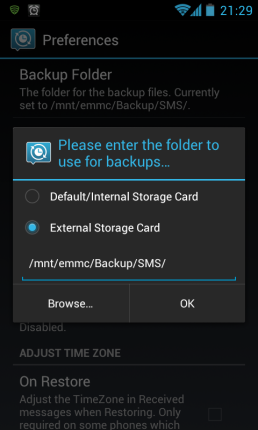 21:29
Preferences
Backup Folder
The folder for the backup files. Currently
set to /mnt/emmc/Backup/SMS/.
Please enter the folder to
use for backups...
Default/Internal Storage Card
External Storage Card
/mnt/emmc/Backup/SMS/
Browse... OK
Disabled.
ADJUST TIME ZONE
On Restore
Adjust the TimeZone in Received
messages when Restoring. Only
required on some phones which